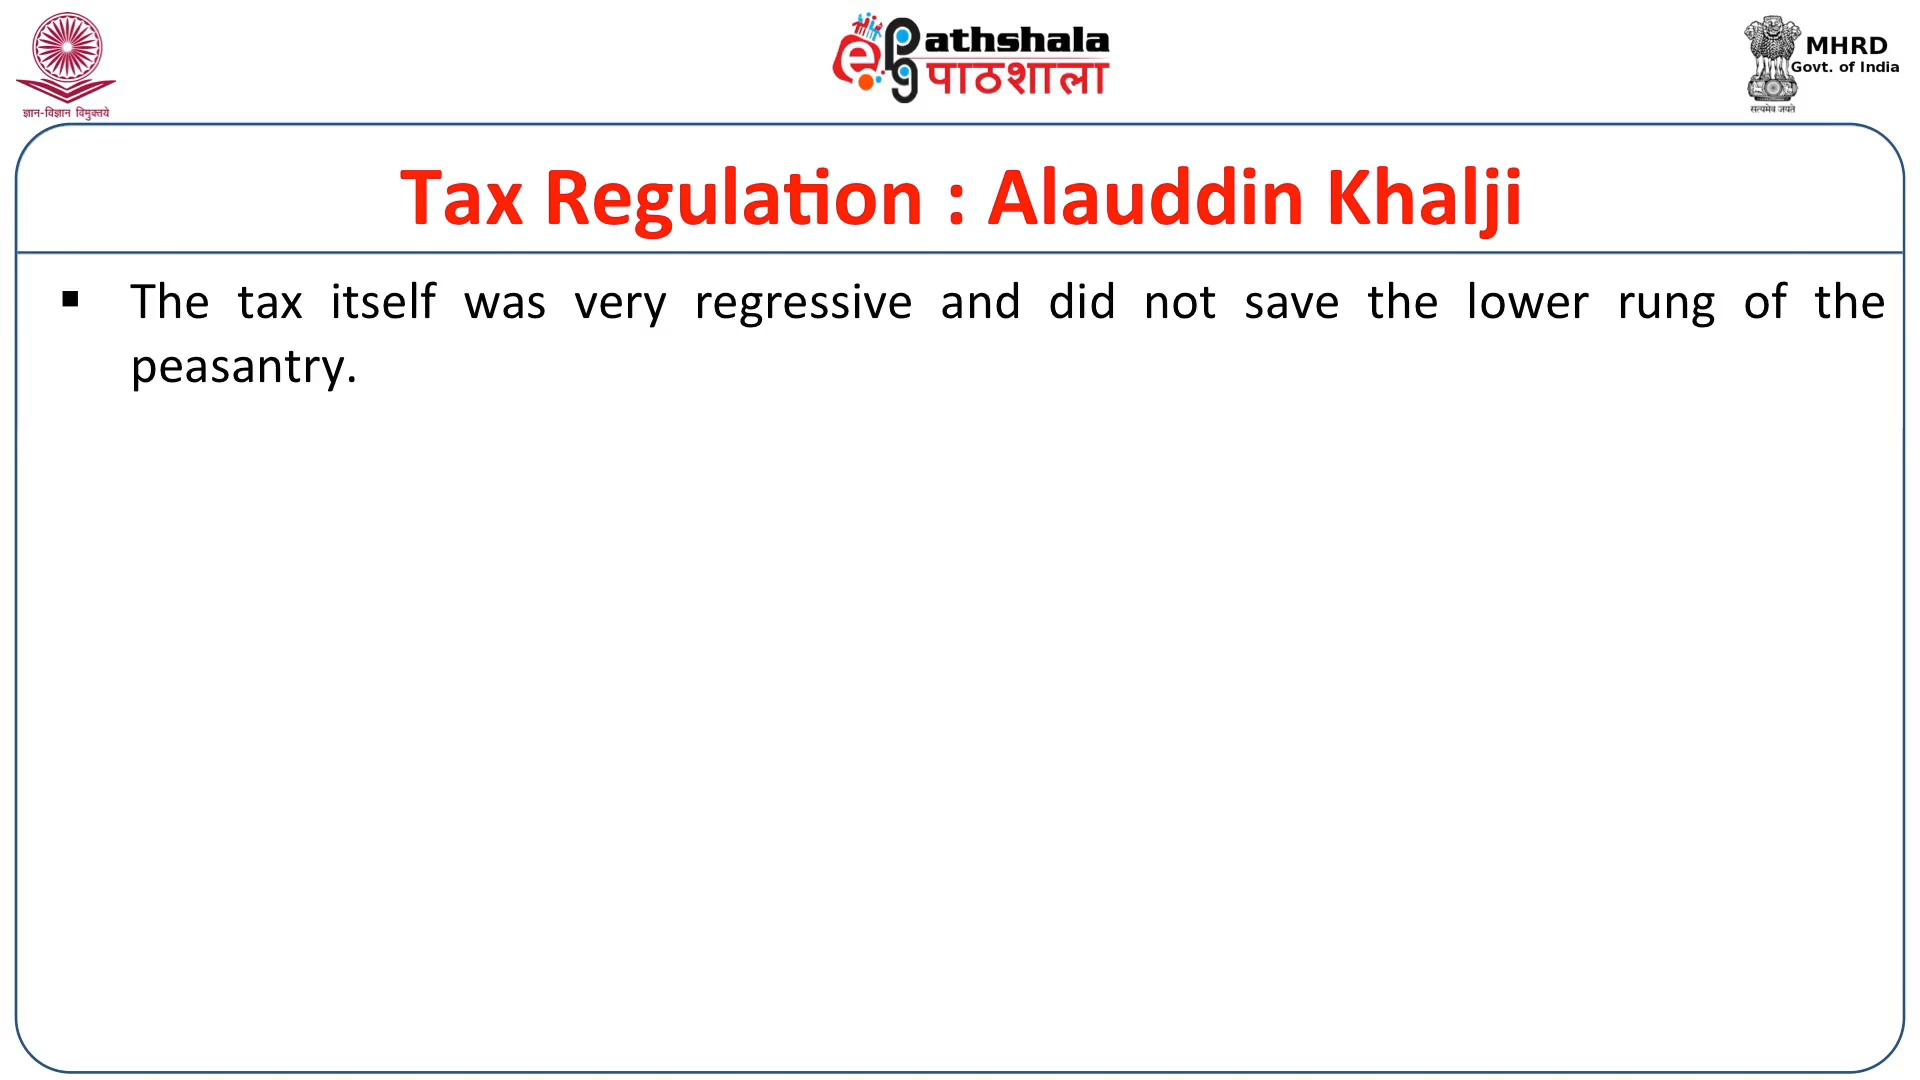 ज्ञान-विज्ञान विमुक्तये
ePathshala
पाठशाला
MHRD
Govt. of India
सत्यमेव जयते
Tax Regulation : Alauddin Khalji
▪ The tax itself was very regressive and did not save the lower rung of the
peasantry.